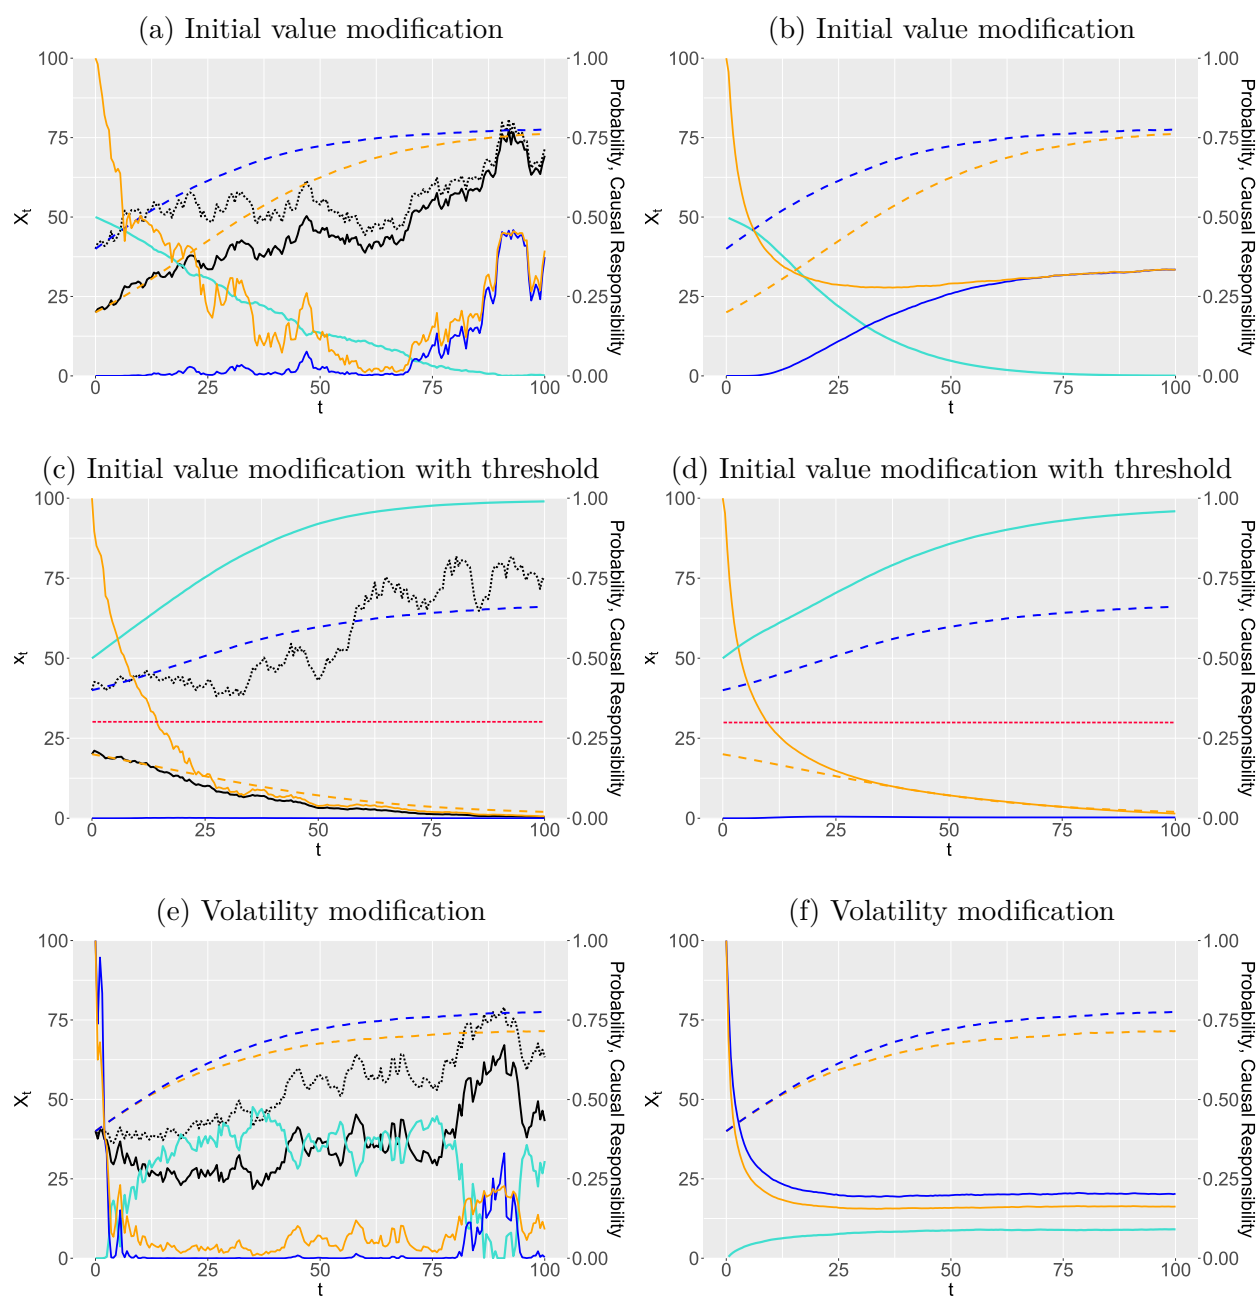 (a) Initial value modification
100
75
50
25
0
X_t
0 25 50 75 100
t
1.00
0.75
0.50
0.25
0.00
Probability, Causal Responsibility
(b) Initial value modification
100
75
50
25
0
X_t
0 25 50 75 100
t
1.00
0.75
0.50
0.25
0.00
Probability, Causal Responsibility
(c) Initial value modification with threshold
100
75
50
25
0
x_t
0 25 50 75 100
t
1.00
0.75
0.50
0.25
0.00
Probability, Causal Responsibility
(d) Initial value modification with threshold
100
75
50
25
0
X_t
0 25 50 75 100
t
1.00
0.75
0.50
0.25
0.00
Probability, Causal Responsibility
(e) Volatility modification
100
75
50
25
0
X_t
0 25 50 75 100
t
1.00
0.75
0.50
0.25
0.00
Probability, Causal Responsibility
(f) Volatility modification
100
75
50
25
0
X_t
0 25 50 75 100
t
1.00
0.75
0.50
0.25
0.00
Probability, Causal Responsibility